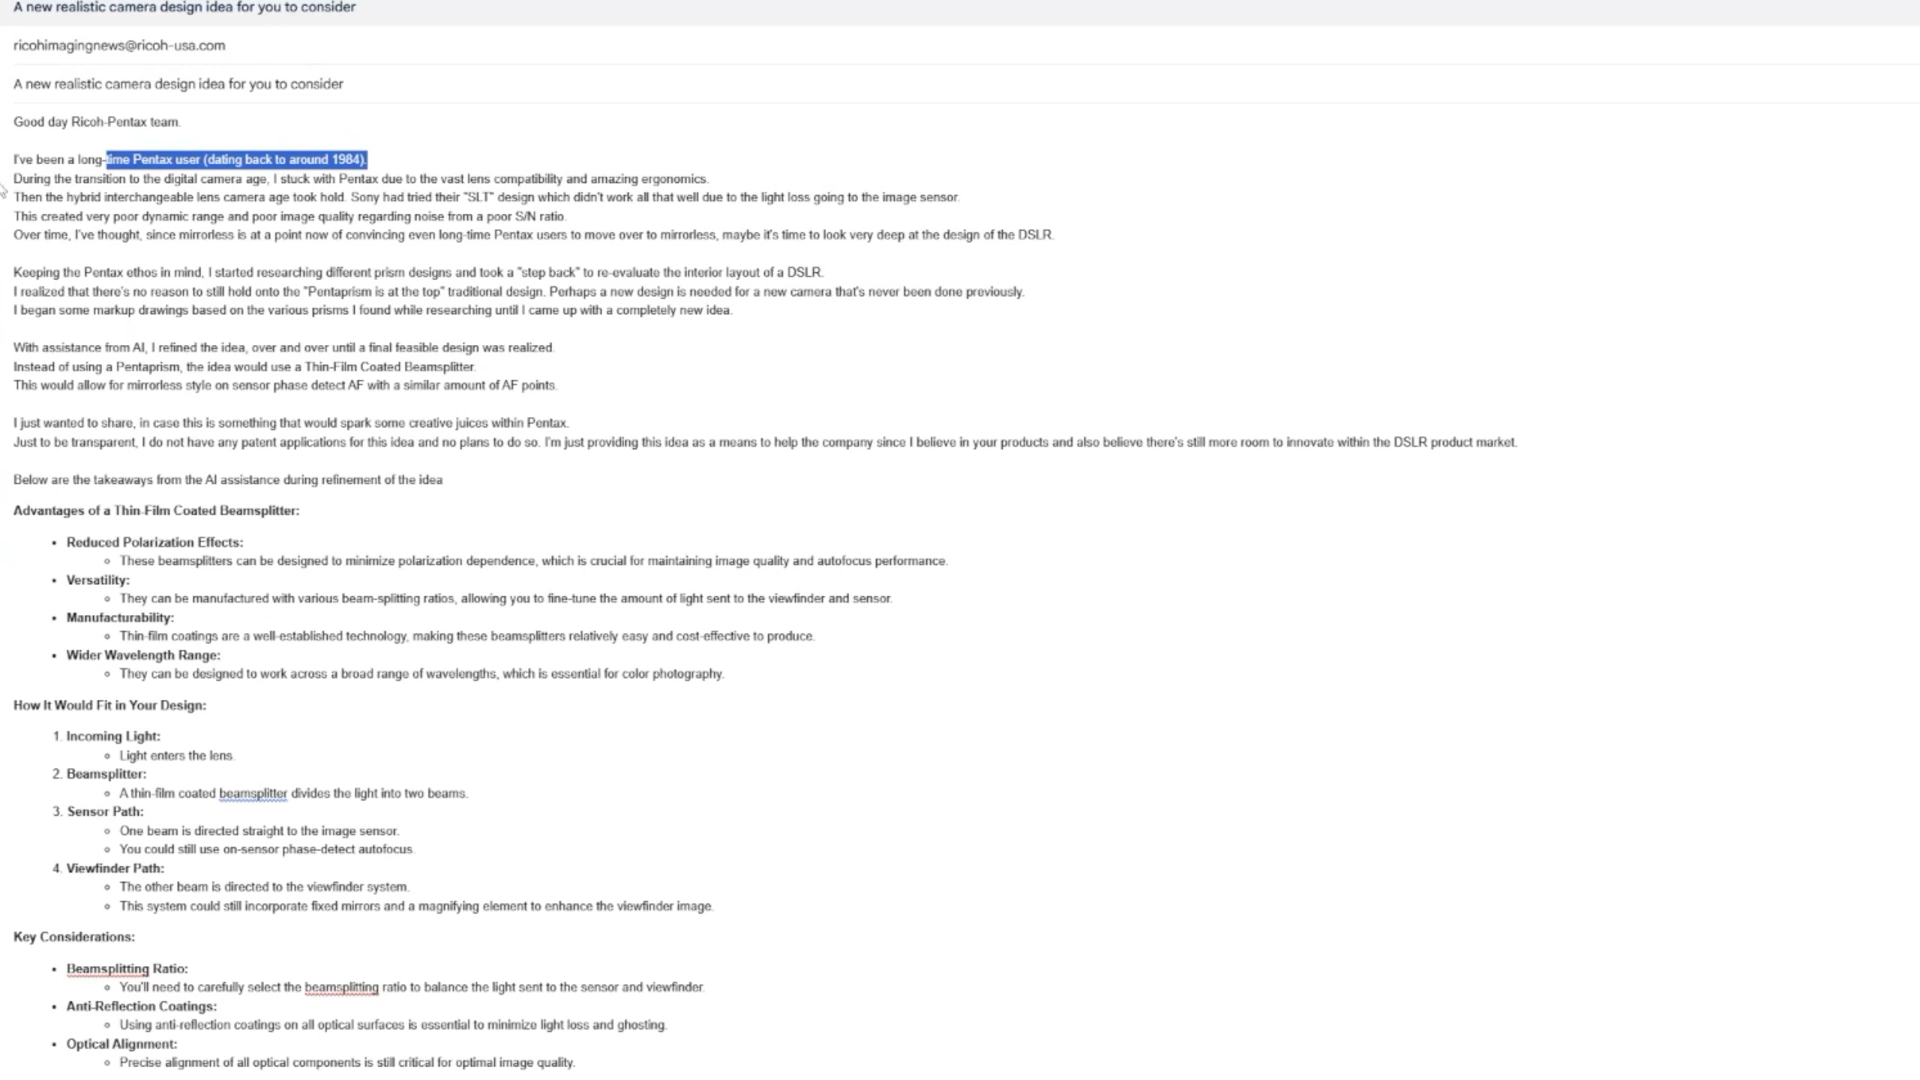 A new realistic camera design idea for you to consider
ricohimagingnews@ricoh-usa.com
A new realistic camera design idea for you to consider
Good day Ricoh-Pentax team.
I've been a long-time Pentax user (dating back to around 1984).
During the transition to the digital camera age, I stuck with Pentax due to the vast lens compatibility and amazing ergonomics.
Then the hybrid interchangeable lens camera age took hold. Sony had tried their "SLT" design which didn't work all that well due to the light loss going to the image sensor.
This created very poor dynamic range and poor image quality regarding noise from a poor S/N ratio.
Over time, I've thought, since mirrorless is at a point now of convincing even long-time Pentax users to move over to mirrorless, maybe it's time to look very deep at the design of the DSLR.
Keeping the Pentax ethos in mind, I started researching different prism designs and took a "step back" to re-evaluate the interior layout of a DSLR.
I realized that there's no reason to still hold onto the "Pentaprism is at the top" traditional design. Perhaps a new design is needed for a new camera that's never been done previously.
I began some markup drawings based on the various prisms I found while researching until I came up with a completely new idea.
With assistance from AI, I refined the idea, over and over until a final feasible design was realized.
Instead of using a Pentaprism, the idea would use a Thin-Film Coated Beamsplitter.
This would allow for mirrorless style on sensor phase detect AF with a similar amount of AF points.
I just wanted to share, in case this is something that would spark some creative juices within Pentax.
Just to be transparent, I do not have any patent applications for this idea and no plans to do so. I'm just providing this idea as a means to help the company since I believe in your products and also believe there's still more room to innovate within the DSLR product market.
Below are the takeaways from the AI assistance during refinement of the idea
Advantages of a Thin-Film Coated Beamsplitter:
• Reduced Polarization Effects:
◦ These beamsplitters can be designed to minimize polarization dependence, which is crucial for maintaining image quality and autofocus performance.
• Versatility:
◦ They can be manufactured with various beam-splitting ratios, allowing you to fine-tune the amount of light sent to the viewfinder and sensor.
• Manufacturability:
◦ Thin-film coatings are a well-established technology, making these beamsplitters relatively easy and cost-effective to produce.
• Wider Wavelength Range:
◦ They can be designed to work across a broad range of wavelengths, which is essential for color photography.
How It Would Fit in Your Design:
1. Incoming Light:
◦ Light enters the lens.
2. Beamsplitter:
◦ A thin-film coated beamsplitter divides the light into two beams.
3. Sensor Path:
◦ One beam is directed straight to the image sensor.
◦ You could still use on-sensor phase-detect autofocus.
4. Viewfinder Path:
◦ The other beam is directed to the viewfinder system.
◦ This system could still incorporate fixed mirrors and a magnifying element to enhance the viewfinder image.
Key Considerations:
• Beamsplitting Ratio:
◦ You'll need to carefully select the beamsplitting ratio to balance the light sent to the sensor and viewfinder.
• Anti-Reflection Coatings:
◦ Using anti-reflection coatings on all optical surfaces is essential to minimize light loss and ghosting.
• Optical Alignment:
◦ Precise alignment of all optical components is still critical for optimal image quality.